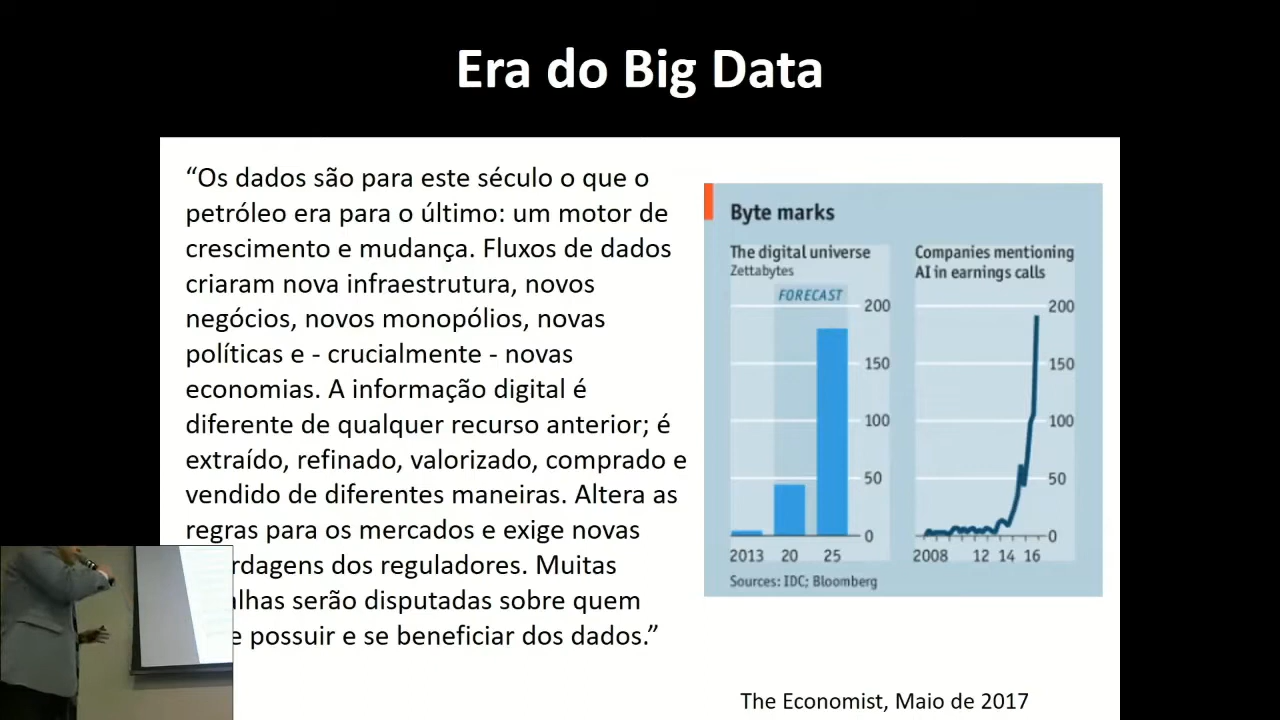 Era do Big Data
“Os dados são para este século o que o
petróleo era para o último: um motor de
crescimento e mudança. Fluxos de dados
criaram nova infraestrutura, novos
negócios, novos monopólios, novas
políticas e - crucialmente - novas
economias. A informação digital é
diferente de qualquer recurso anterior; é
extraído, refinado, valorizado, comprado e
vendido de diferentes maneiras. Altera as
regras para os mercados e exige novas
rdagens dos reguladores. Muitas
alhas serão disputadas sobre quem
e possuir e se beneficiar dos dados.”
Byte marks
The digital universe
Zettabytes
FORECAST
200
150
100
50
0
2013 20 25
Companies mentioning
AI in earnings calls
200
150
100
50
0
2008 12 14 16
Sources: IDC; Bloomberg
The Economist, Maio de 2017